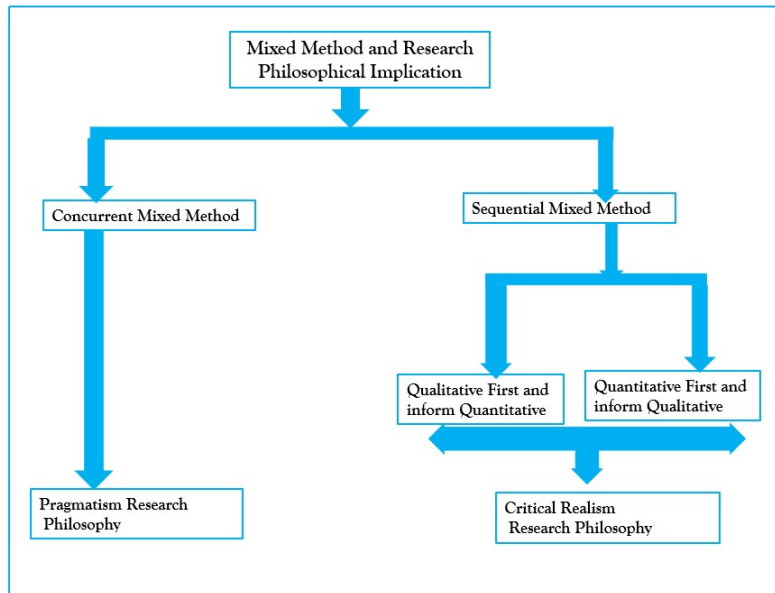 Mixed Method and Research
Philosophical Implication
Concurrent Mixed Method
Sequential Mixed Method
Qualitative First and
inform Quantitative
Quantitative First and
inform Qualitative
Pragmatism Research
Philosophy
Critical Realism
Research Philosophy